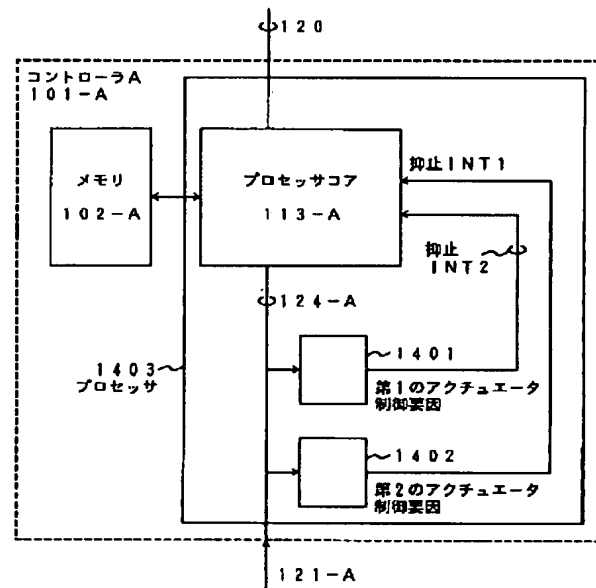 120
コントローラA
101-A
メモリ
102-A
プロセッサコア
113-A
抑止INT1
抑止
INT2
124-A
1403
プロセッサ
1401
第1のアクチュエータ
制御要因
1402
第2のアクチュエータ
制御要因
121-A